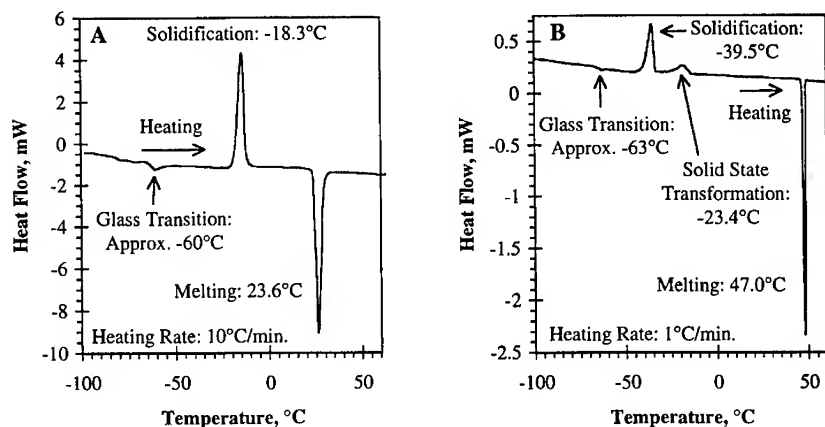 A
Solidification: -18.3°C
Heating
Glass Transition:
Approx. -60°C
Melting: 23.6°C
Heating Rate: 10°C/min.
Heat Flow, mW
6
4
2
0
-2
-4
-6
-8
-10
-100
-50
0
50
Temperature, °C
B
Solidification:
-39.5°C
Heating
Glass Transition:
Approx. -63°C
Solid State
Transformation:
-23.4°C
Melting: 47.0°C
Heating Rate: 1°C/min.
Heat Flow, mW
1
0.5
0
-0.5
-1
-1.5
-2
-2.5
-100
-50
0
50
Temperature, °C